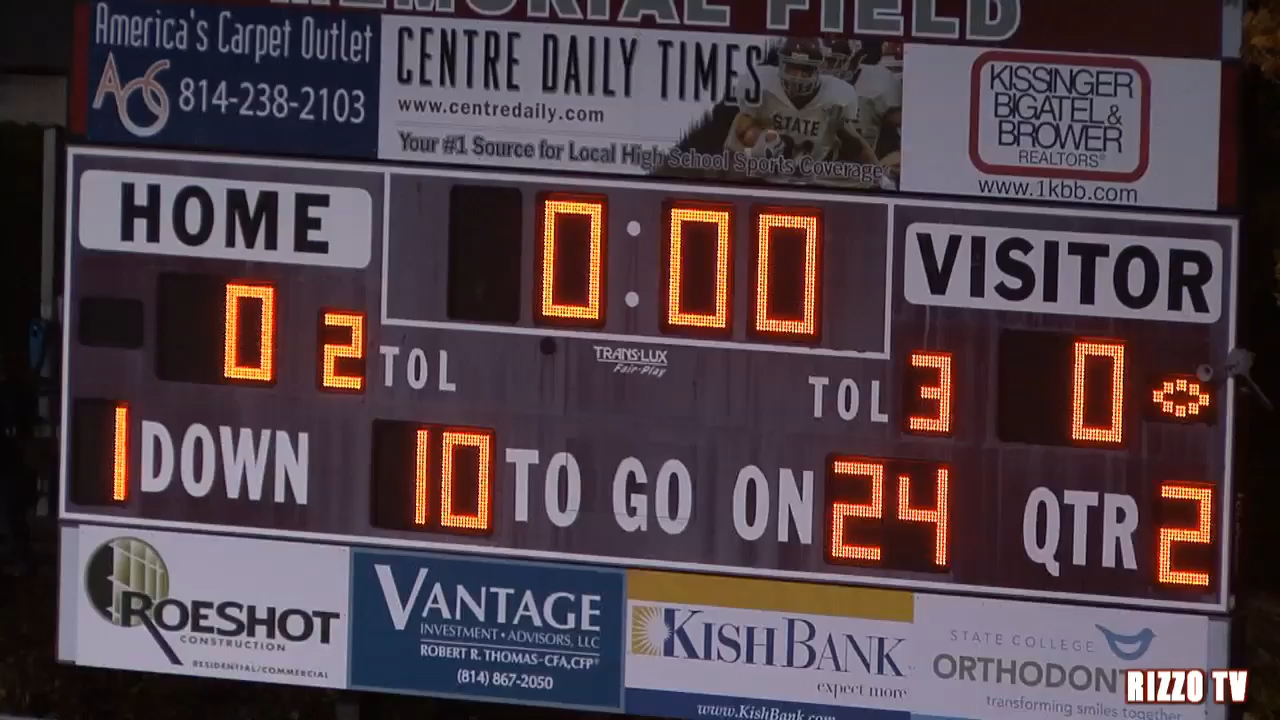 MEMORIAL FIELD
America's Carpet Outlet
ACO 814-238-2103
CENTRE DAILY TIMES
www.centredaily.com
Your #1 Source for Local High School Sports Coverage
STATE
KISSINGER
BIGATEL &
BROWER
REALTORS®
www.1kbb.com
HOME
0:00
VISITOR
0 2 TOL
TRANS-LUX
Fair-Play
TOL 3 0
1 DOWN 10 TO GO ON 24 QTR 2
ROESHOT
CONSTRUCTION
RESIDENTIAL/COMMERCIAL
VANTAGE
INVESTMENT • ADVISORS, LLC
ROBERT R. THOMAS-CFA,CFP®
(814) 867-2050
KISHBANK
expect more
www.KishBank.com
STATE COLLEGE
ORTHODONT
transforming smiles together
RIZZO TV